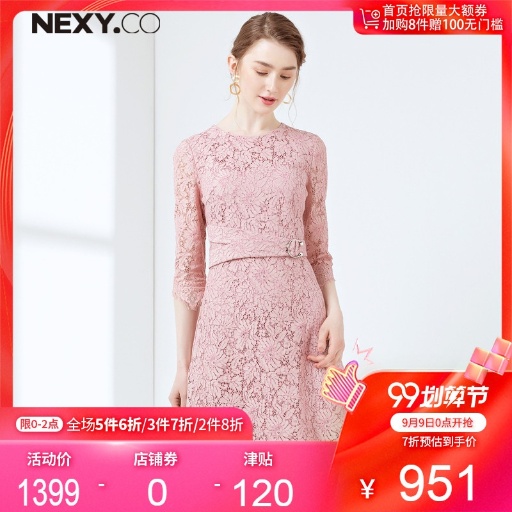 NEXY.CO
首页抢限量大额券
加购8件赠100无门槛
99划算节
9月9日0点开抢
限0-2点 全场5件6折/3件7折/2件8折
7折预估到手价
活动价 店铺券 津贴
1399 - 0 - 120 ¥ 951